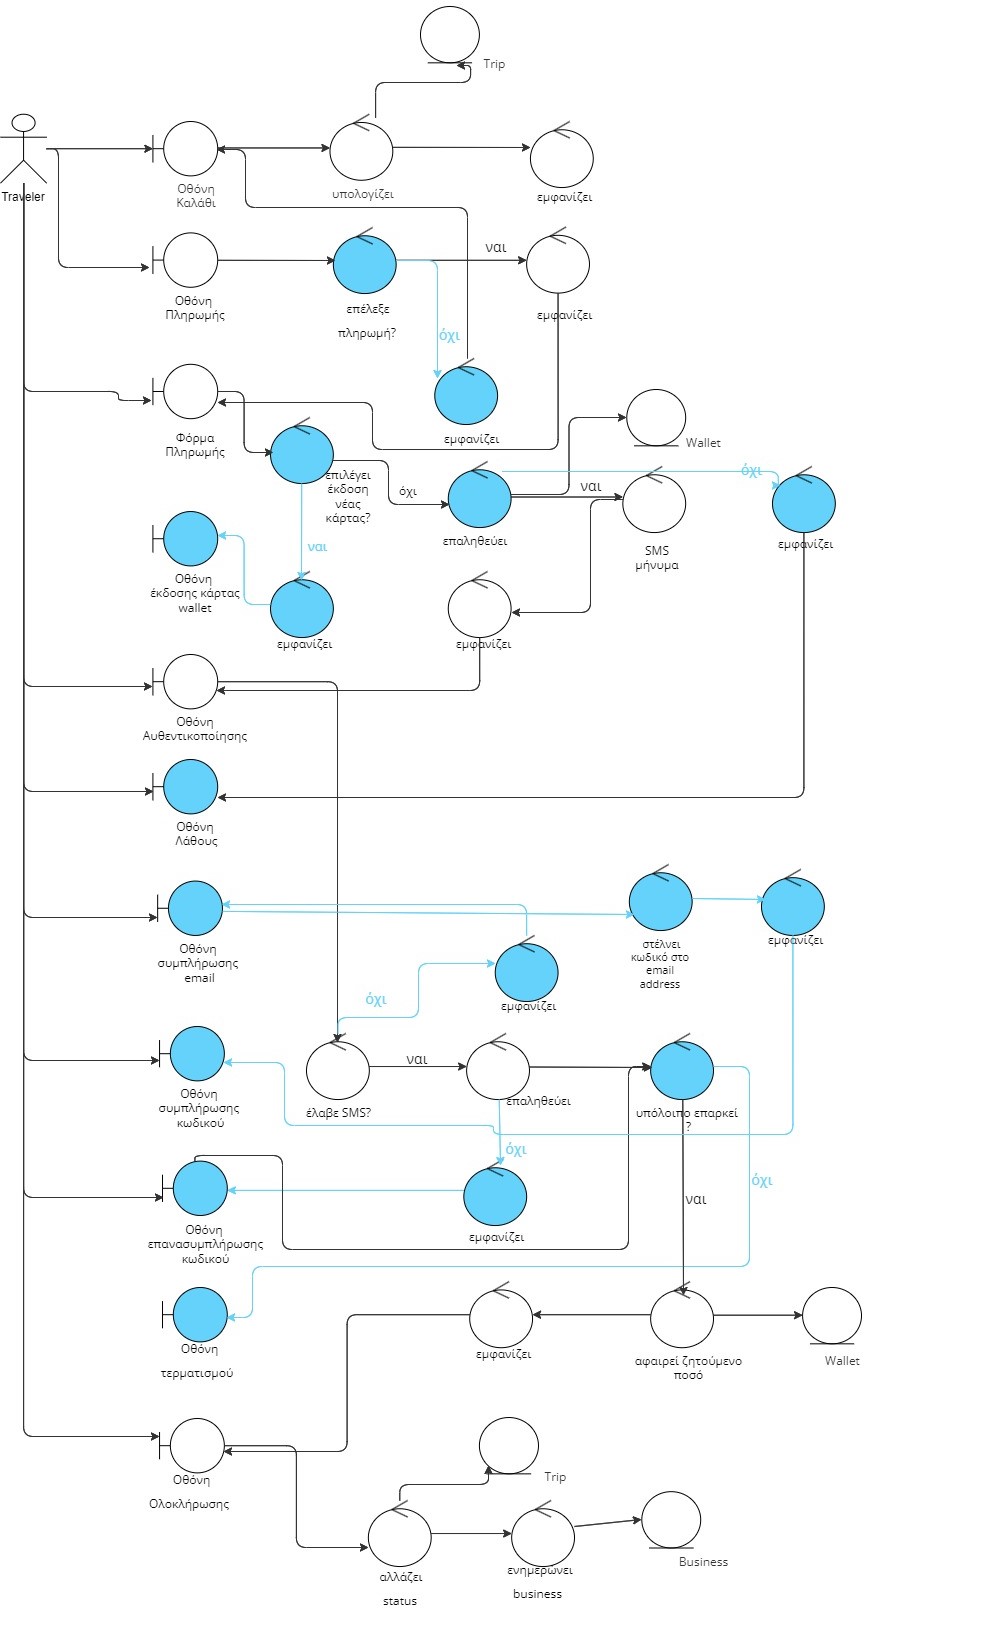 Trip
Traveler
Οθόνη
Καλάθι
υπολογίζει
εμφανίζει
ναι
Οθόνη
Πληρωμής
επέλεξε
πληρωμή?
εμφανίζει
όχι
Φόρμα
Πληρωμής
εμφανίζει
Wallet
επιλέγει
έκδοση
νέας
κάρτας?
όχι
ναι
όχι
επαληθεύει
SMS
μήνυμα
εμφανίζει
ναι
Οθόνη
έκδοσης κάρτας
wallet
εμφανίζει
εμφανίζει
Οθόνη
Αυθεντικοποίησης
Οθόνη
Λάθους
Οθόνη
συμπλήρωσης
email
στέλνει
κωδικό στο
email
address
εμφανίζει
όχι
εμφανίζει
Οθόνη
συμπλήρωσης
κωδικού
ναι
έλαβε SMS?
επαληθεύει
υπόλοιπο επαρκεί
?
όχι
όχι
ναι
Οθόνη
επανασυμπλήρωσης
κωδικού
εμφανίζει
Οθόνη
τερματισμού
εμφανίζει
αφαιρεί ζητούμενο
ποσό
Wallet
Οθόνη
Ολοκλήρωσης
Trip
αλλάζει
status
ενημερώνει
business
Business